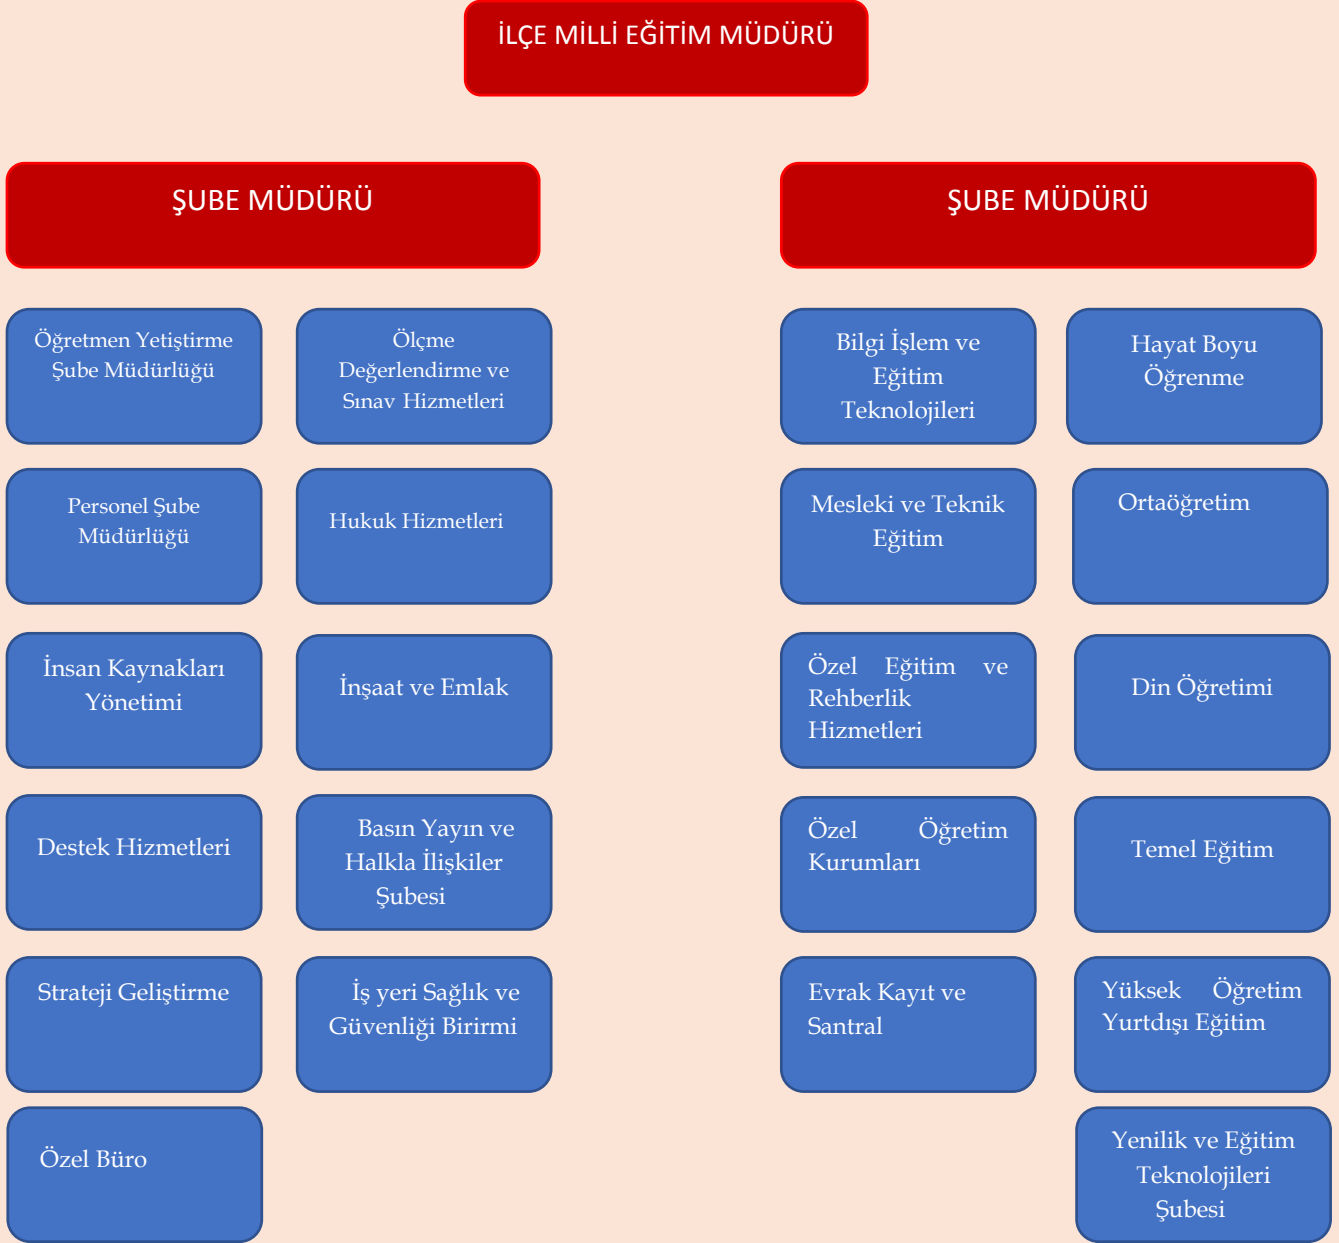 İLÇE MİLLİ EĞİTİM MÜDÜRÜ
ŞUBE MÜDÜRÜ
Öğretmen Yetiştirme
Şube Müdürlüğü
Ölçme
Değerlendirme ve
Sınav Hizmetleri
Personel Şube
Müdürlüğü
Hukuk Hizmetleri
İnsan Kaynakları
Yönetimi
İnşaat ve Emlak
Destek Hizmetleri
Basın Yayın ve
Halkla İlişkiler
Şubesi
Strateji Geliştirme
İş yeri Sağlık ve
Güvenliği Birirmi
Özel Büro
ŞUBE MÜDÜRÜ
Bilgi İşlem ve
Eğitim
Teknolojileri
Hayat Boyu
Öğrenme
Mesleki ve Teknik
Eğitim
Ortaöğretim
Özel Eğitim ve
Rehberlik
Hizmetleri
Din Öğretimi
Özel Öğretim
Kurumları
Temel Eğitim
Evrak Kayıt ve
Santral
Yüksek Öğretim
Yurtdışı Eğitim
Yenilik ve Eğitim
Teknolojileri
Şubesi